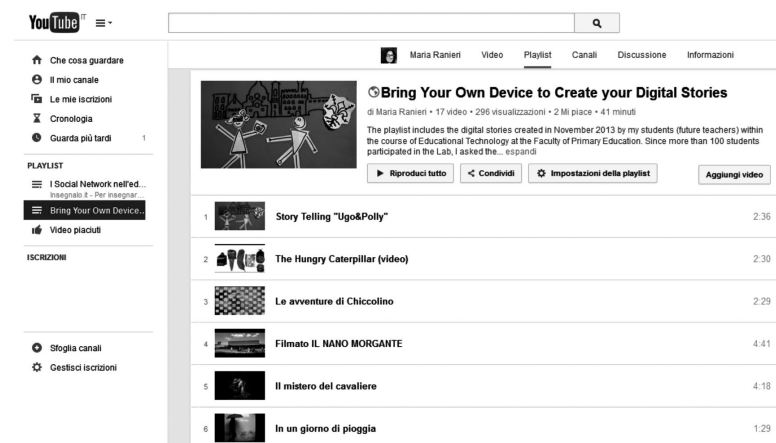 YouTube IT
Maria Ranieri Video Playlist Canali Discussione Informazioni
Che cosa guardare
Il mio canale
Le mie iscrizioni
Cronologia
Guarda più tardi 1
PLAYLIST
I Social Network nell'ed...
Insegnalo.it - Per insegnar...
Bring Your Own Device...
Video piaciuti
ISCRIZIONI
Sfoglia canali
Gestisci iscrizioni
Bring Your Own Device to Create your Digital Stories
di Maria Ranieri • 17 video • 296 visualizzazioni • 2 Mi piace • 41 minuti
The playlist includes the digital stories created in November 2013 by my students (future teachers) within
the course of Educational Technology at the Faculty of Primary Education. Since more than 100 students
participated in the Lab, I asked the... espandi
Riproduci tutto Condividi Impostazioni della playlist Aggiungi video
1 Story Telling "Ugo&Polly" 2:36
2 The Hungry Caterpillar (video) 2:30
3 Le avventure di Chiccolino 2:29
4 Filmato IL NANO MORGANTE 4:41
5 Il mistero del cavaliere 4:18
6 In un giorno di pioggia 1:29